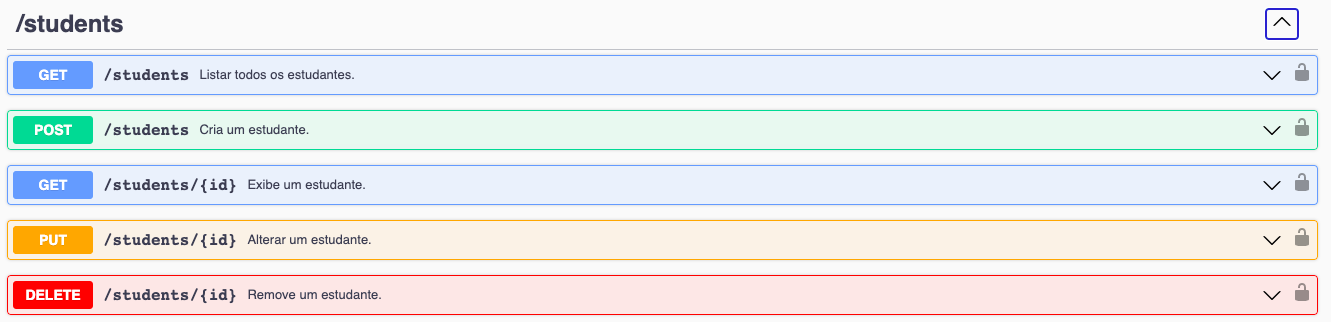 /students
GET /students Listar todos os estudantes.
POST /students Cria um estudante.
GET /students/{id} Exibe um estudante.
PUT /students/{id} Alterar um estudante.
DELETE /students/{id} Remove um estudante.